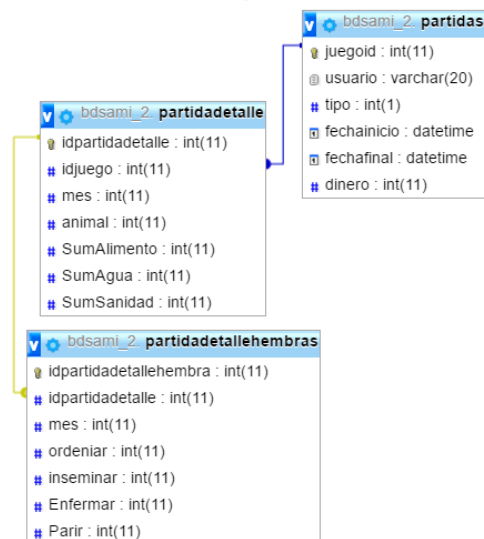 bdsami_2 partidas
juegoid : int(11)
usuario : varchar(20)
# tipo : int(1)
fechainicio : datetime
fechafinal : datetime
# dinero : int(11)
bdsami_2 partidadetalle
idpartidadetalle : int(11)
# idjuego : int(11)
# mes : int(11)
# animal : int(11)
# SumAlimento : int(11)
# SumAgua : int(11)
# SumSanidad : int(11)
bdsami_2 partidadetallehembras
idpartidadetallehembra : int(11)
# idpartidadetalle : int(11)
# mes : int(11)
# ordeniar : int(11)
# inseminar : int(11)
# Enfermar : int(11)
# Parir : int(11)